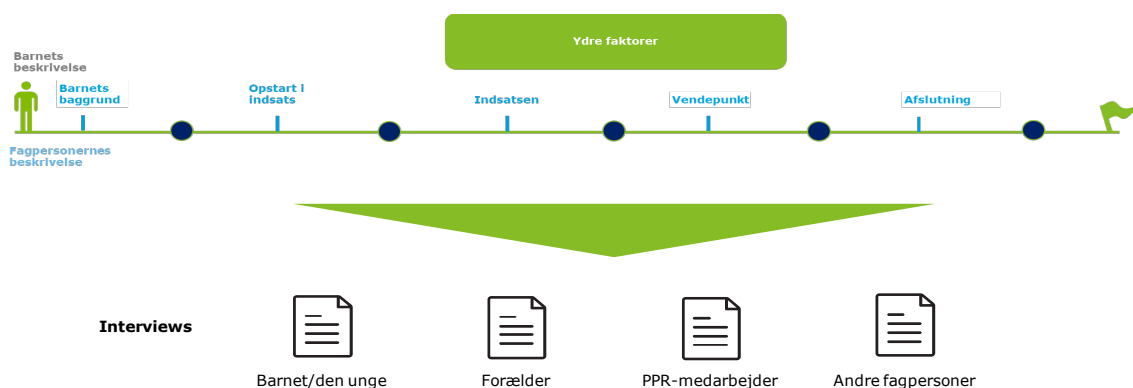 Ydre faktorer
Barnets
beskrivelse
Barnets
baggrund
Opstart i
indsats
Indsatsen
Vendepunkt
Afslutning
Fagpersonernes
beskrivelse
Interviews
Barnet/den unge
Forælder
PPR-medarbejder
Andre fagpersoner